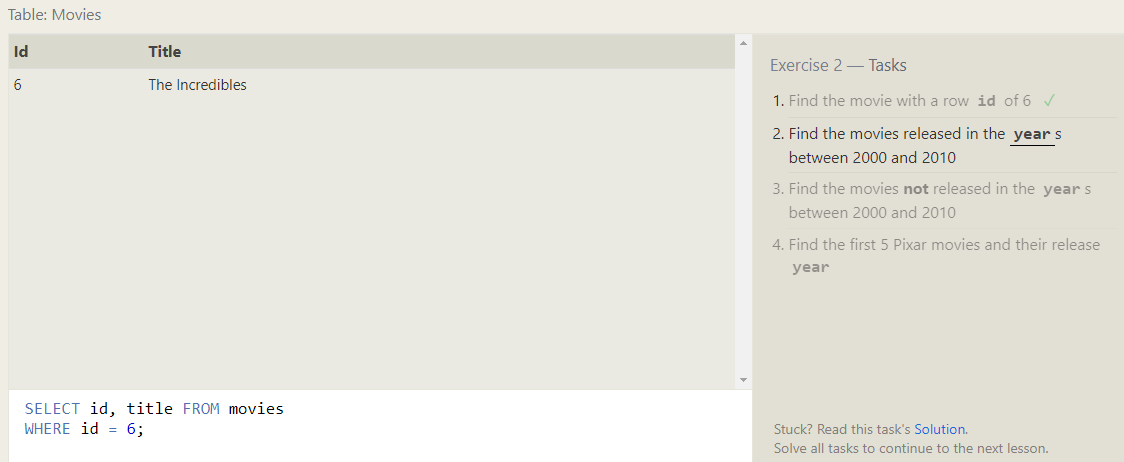 Table: Movies
Id Title
6 The Incredibles
SELECT id, title FROM movies
WHERE id = 6;
Exercise 2 — Tasks
1. Find the movie with a row id of 6 ✓
2. Find the movies released in the years
between 2000 and 2010
3. Find the movies not released in the years
between 2000 and 2010
4. Find the first 5 Pixar movies and their release
year
Stuck? Read this task's Solution.
Solve all tasks to continue to the next lesson.